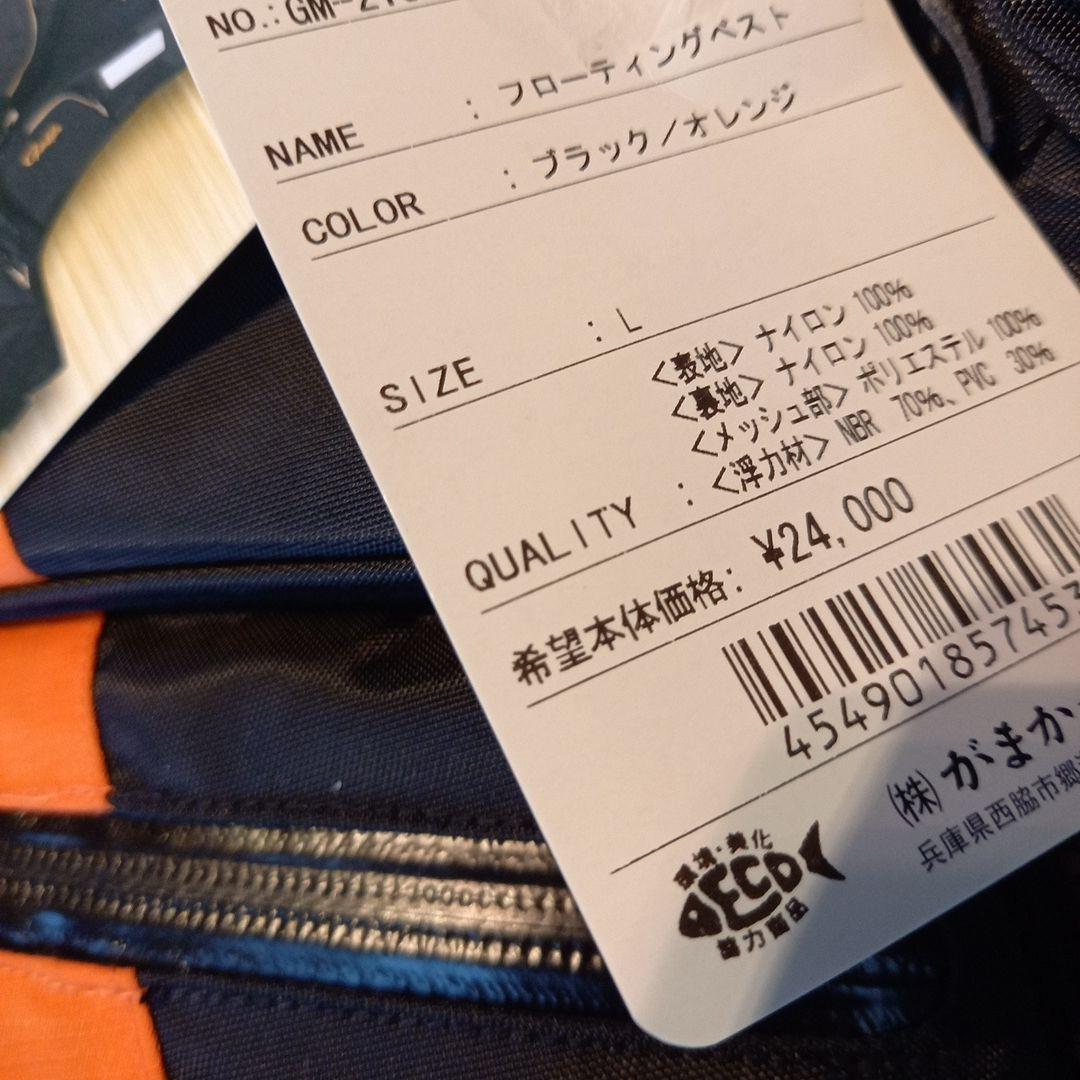 NO.: GM-
NAME : フローティングベスト
COLOR : ブラック/オレンジ
SIZE : L
<表地> ナイロン 100%
<裏地> ナイロン 100%
<メッシュ部> ポリエステル 100%
QUALITY : <浮力材> NBR 70%、PVC 30%
希望本体価格: ¥24,000
454901857453
(株) がまか
兵庫県西脇市郷
環境・美化
ECO
協力商品